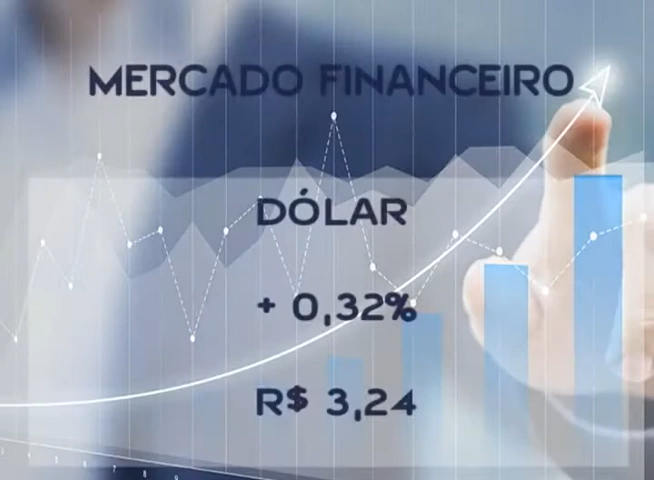 MERCADO FINANCEIRO
DÓLAR
+ 0,32%
R$ 3,24